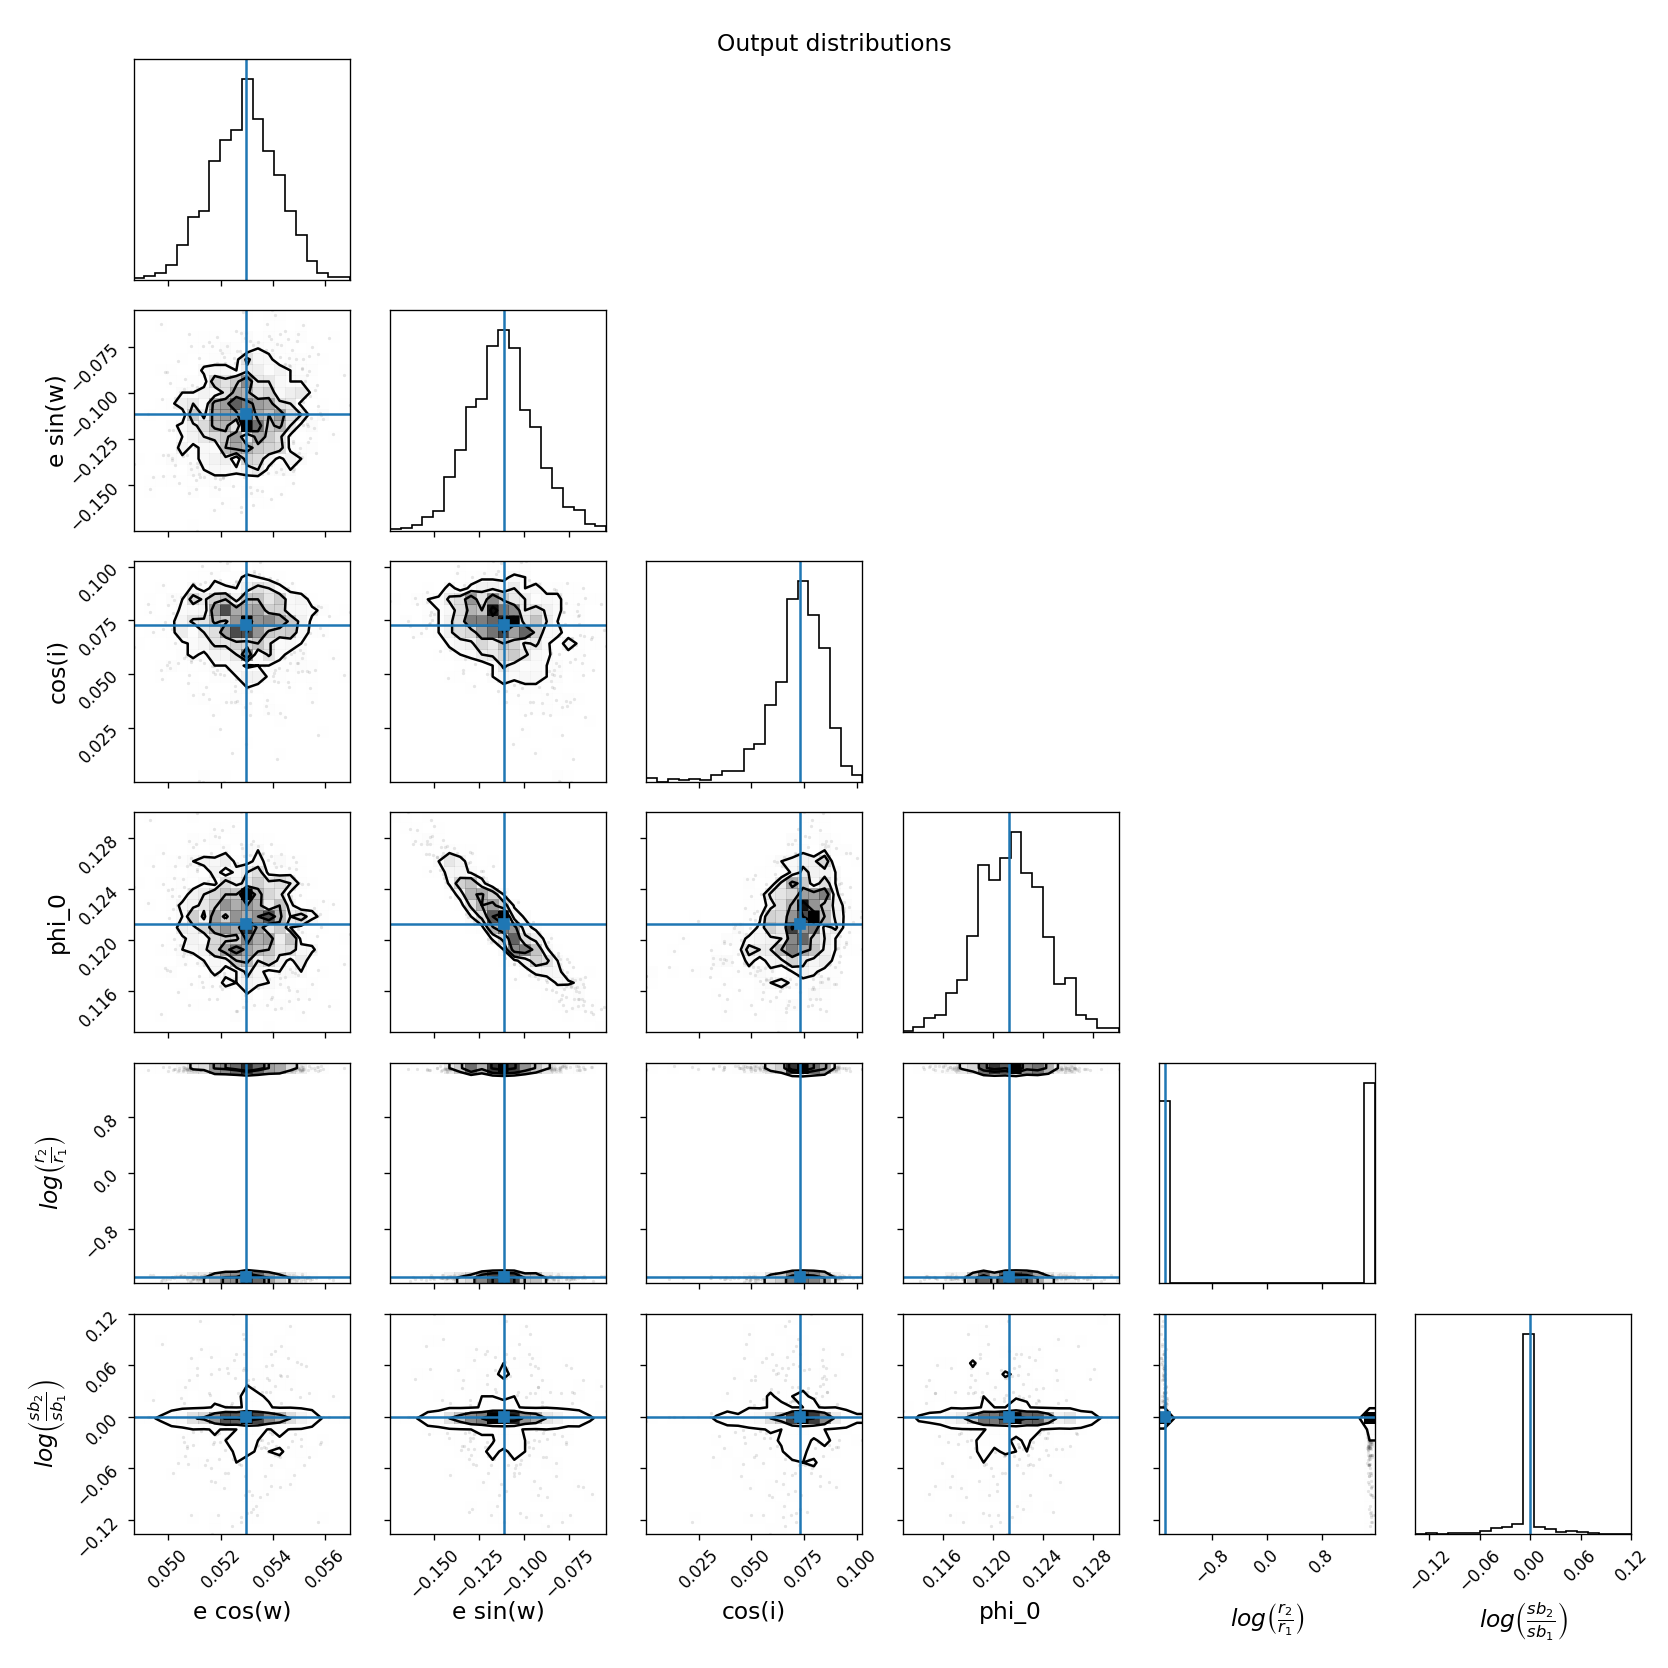 Output distributions
e sin(w)
−0.075
−0.100
−0.125
−0.150
cos(i)
0.100
0.075
0.050
0.025
phi_0
0.128
0.124
0.120
0.116
log(r₂/r₁)
0.8
0.0
−0.8
log(sb₂/sb₁)
0.12
0.06
0.00
−0.06
−0.12
0.050 0.052 0.054 0.056
−0.150 −0.125 −0.100 −0.075
0.025 0.050 0.075 0.100
0.116 0.120 0.124 0.128
−0.8 0.0 0.8
−0.12 −0.06 0.00 0.06 0.12
e cos(w) e sin(w) cos(i) phi_0 log(r₂/r₁) log(sb₂/sb₁)